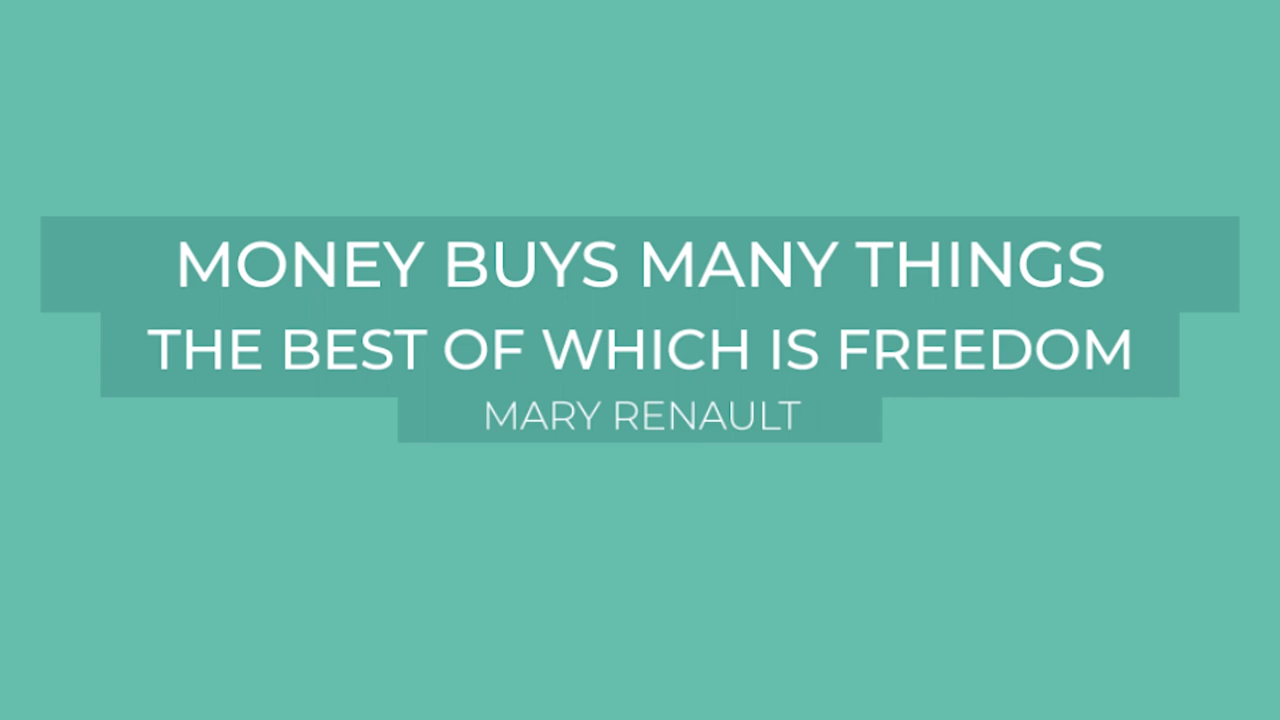 MONEY BUYS MANY THINGS
THE BEST OF WHICH IS FREEDOM
MARY RENAULT